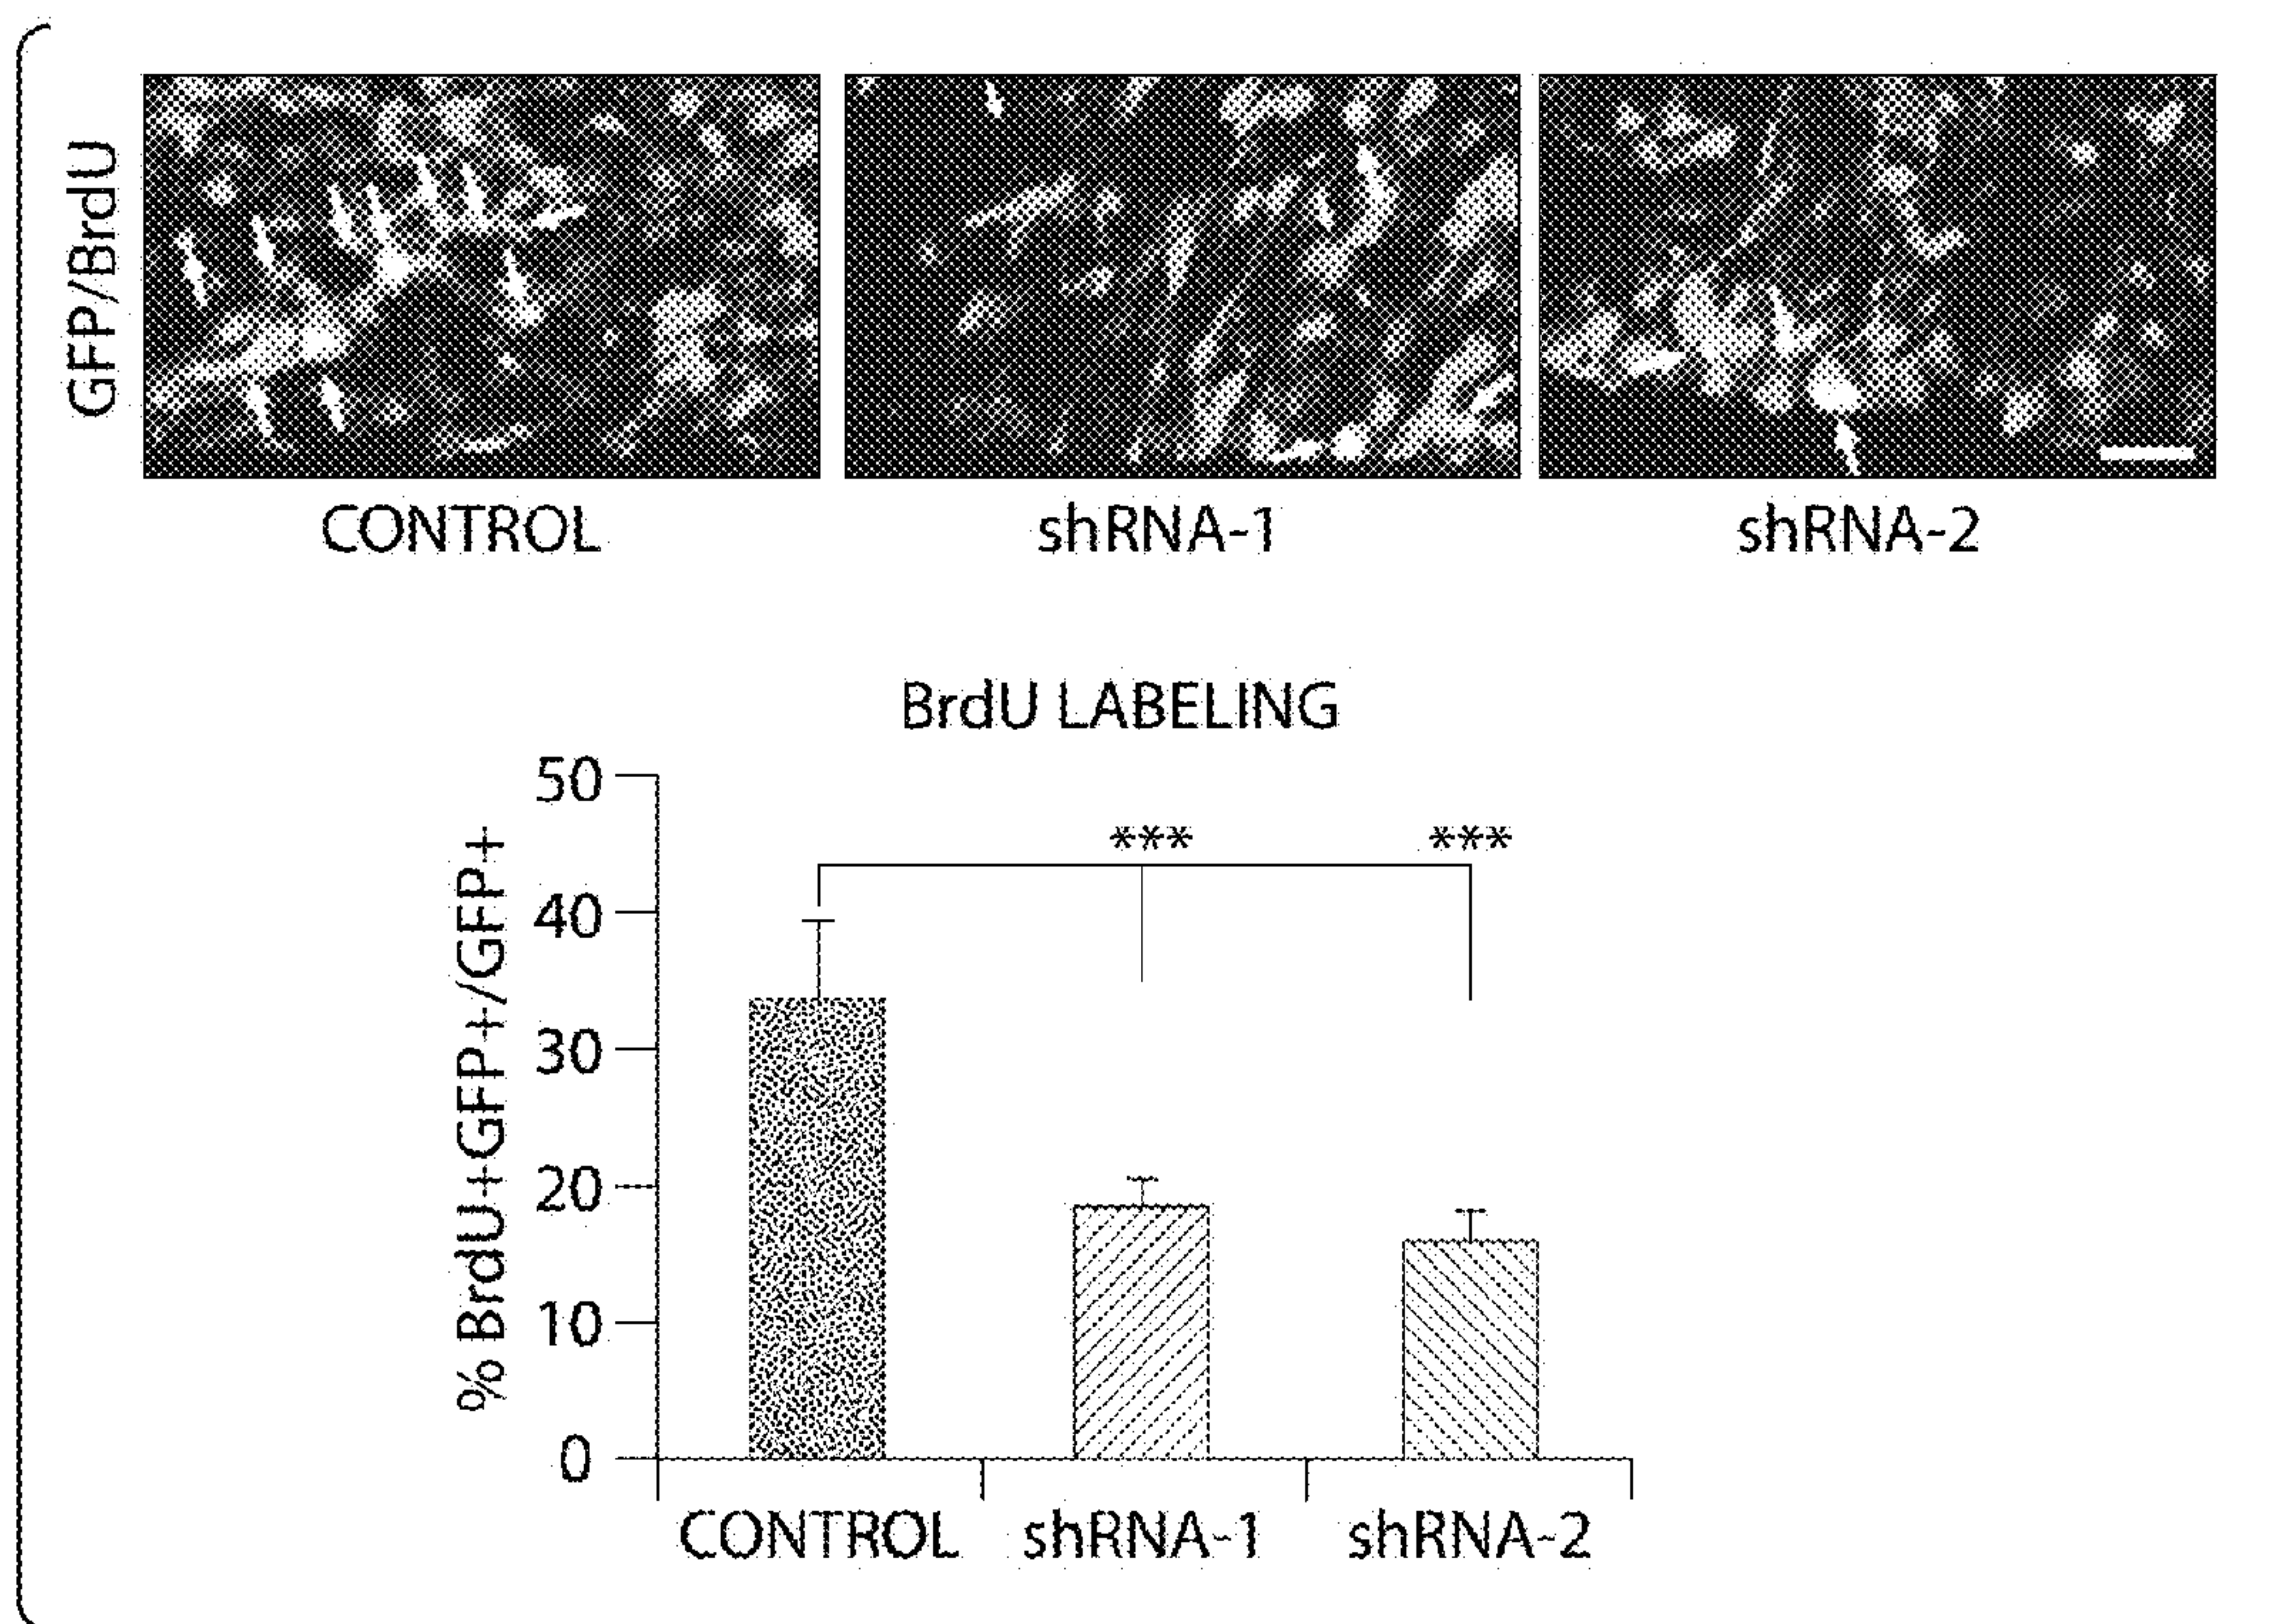 GFP/BrdU
CONTROL
shRNA-1
shRNA-2
BrdU LABELING
% BrdU+GFP+/GFP+
50
40
30
20
10
0
***
***
CONTROL
shRNA-1
shRNA-2